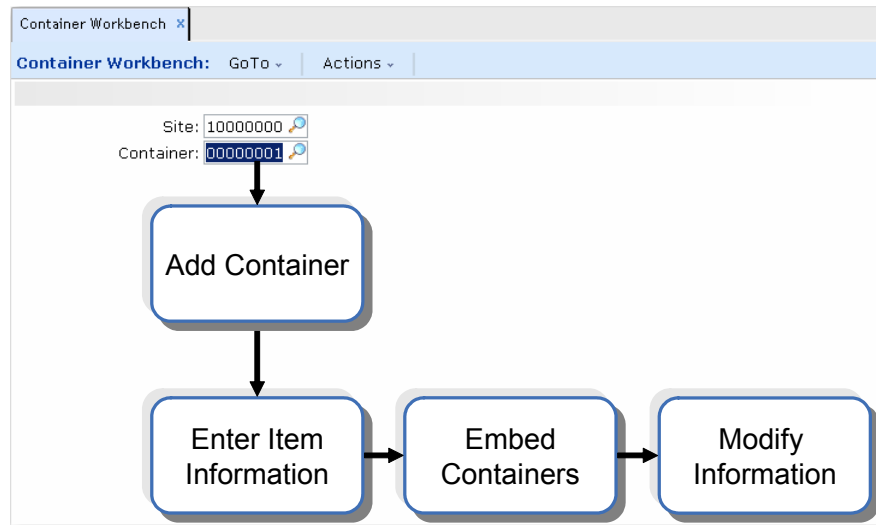 Container Workbench x
Container Workbench: GoTo Actions
Site: 10000000
Container: 00000001
Add Container
Enter Item
Information
Embed
Containers
Modify
Information